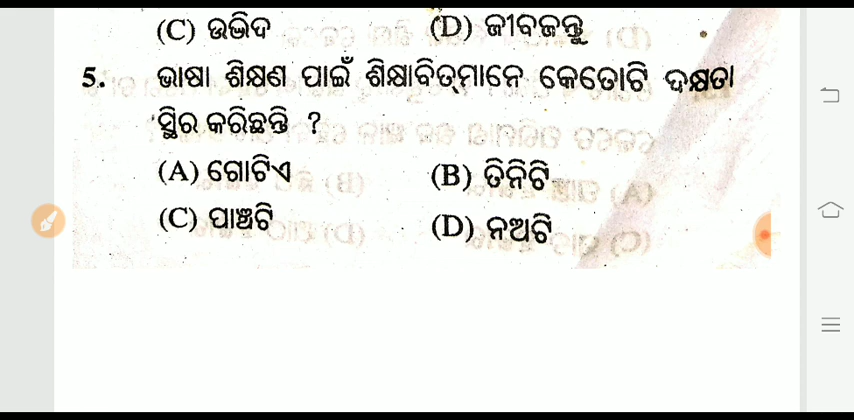 (C) ଉଦ୍ଭିଦ (D) ଜୀବଜନ୍ତୁ
5. ଭାଷା ଶିକ୍ଷଣ ପାଇଁ ଶିକ୍ଷାବିତ୍‌ମାନେ କେତୋଟି ଦକ୍ଷତା
ସ୍ଥିର କରିଛନ୍ତି ?
(A) ଗୋଟିଏ (B) ତିନିଟି
(C) ପାଞ୍ଚଟି (D) ନଅଟି